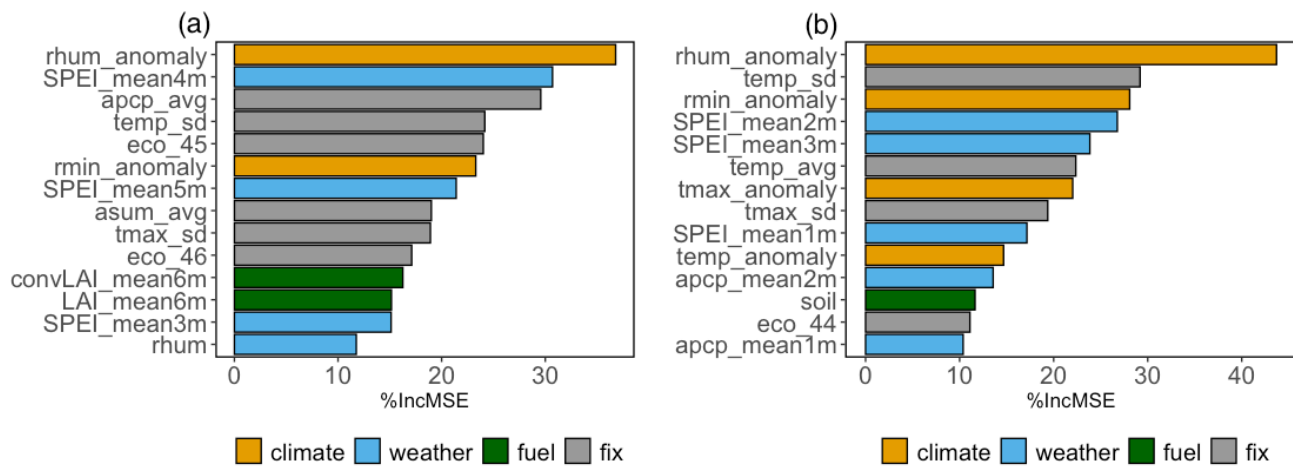 (a)
rhum_anomaly
SPEI_mean4m
apcp_avg
temp_sd
eco_45
rmin_anomaly
SPEI_mean5m
asum_avg
tmax_sd
eco_46
convLAI_mean6m
LAI_mean6m
SPEI_mean3m
rhum
0 10 20 30
%IncMSE
climate weather fuel fix
(b)
rhum_anomaly
temp_sd
rmin_anomaly
SPEI_mean2m
SPEI_mean3m
temp_avg
tmax_anomaly
tmax_sd
SPEI_mean1m
temp_anomaly
apcp_mean2m
soil
eco_44
apcp_mean1m
0 10 20 30 40
%IncMSE
climate weather fuel fix